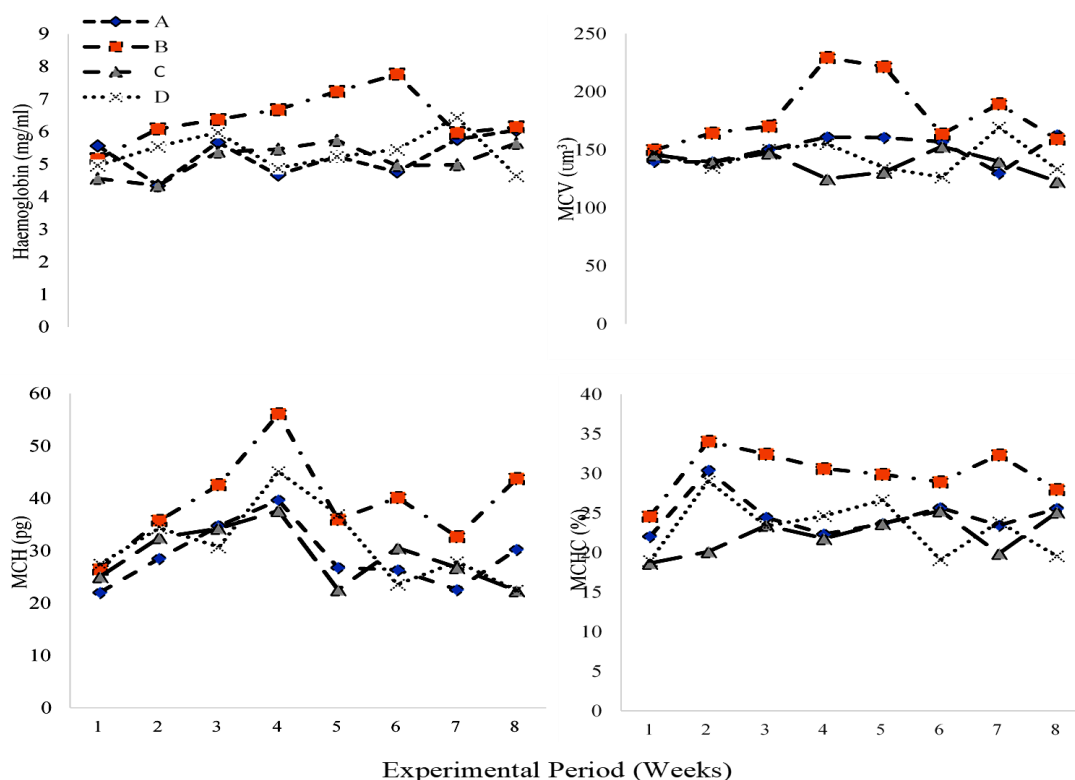 A
B
C
D
9
8
7
6
5
4
3
2
1
0
Haemoglobin (mg/ml)
250
200
150
100
50
0
MCV (um³)
60
50
40
30
20
10
0
MCH (pg)
1 2 3 4 5 6 7 8
40
35
30
25
20
15
10
5
0
MCHC (%)
1 2 3 4 5 6 7 8
Experimental Period (Weeks)